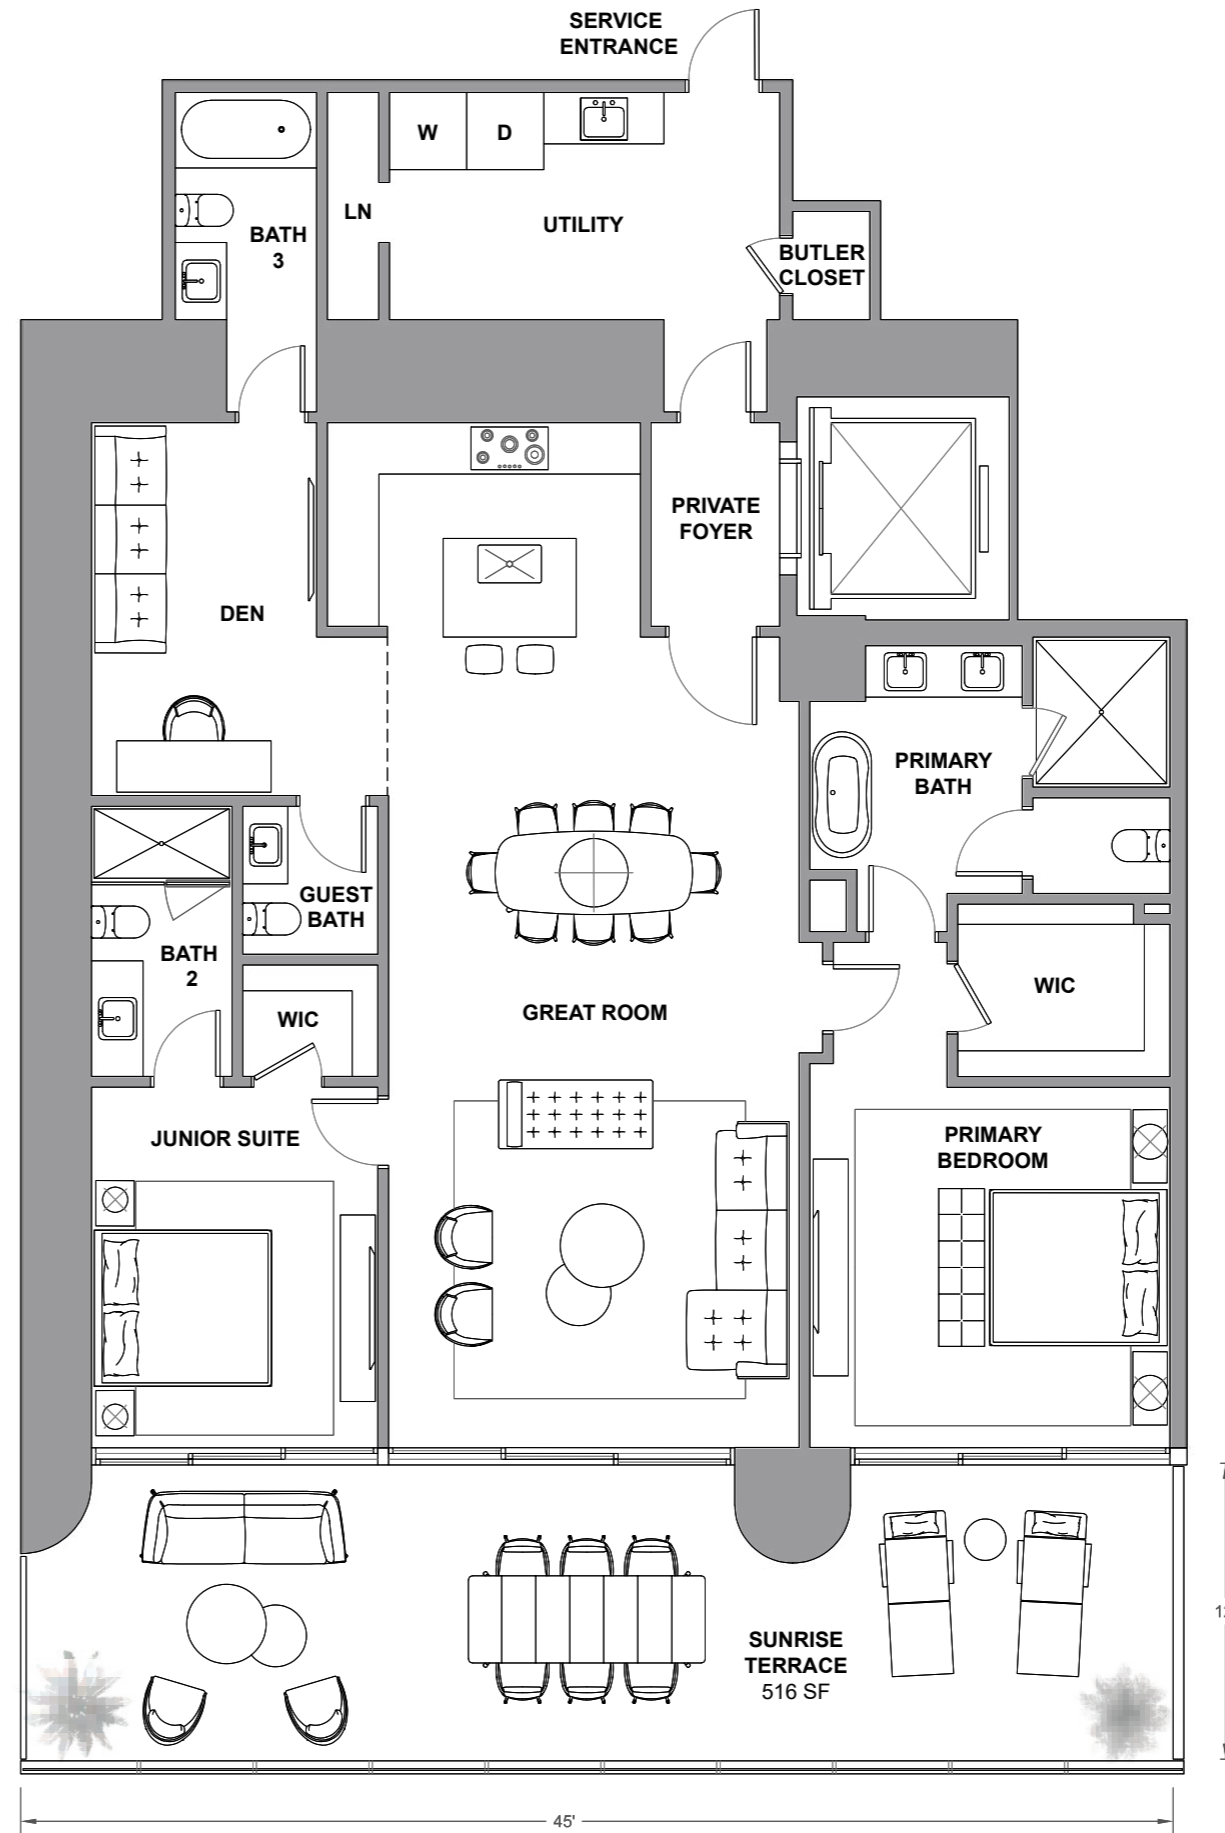 SERVICE
ENTRANCE
W
D
LN
UTILITY
BATH
3
BUTLER
CLOSET
PRIVATE
FOYER
DEN
PRIMARY
BATH
GUEST
BATH
BATH
2
WIC
GREAT ROOM
WIC
JUNIOR SUITE
PRIMARY
BEDROOM
SUNRISE
TERRACE
516 SF
45'